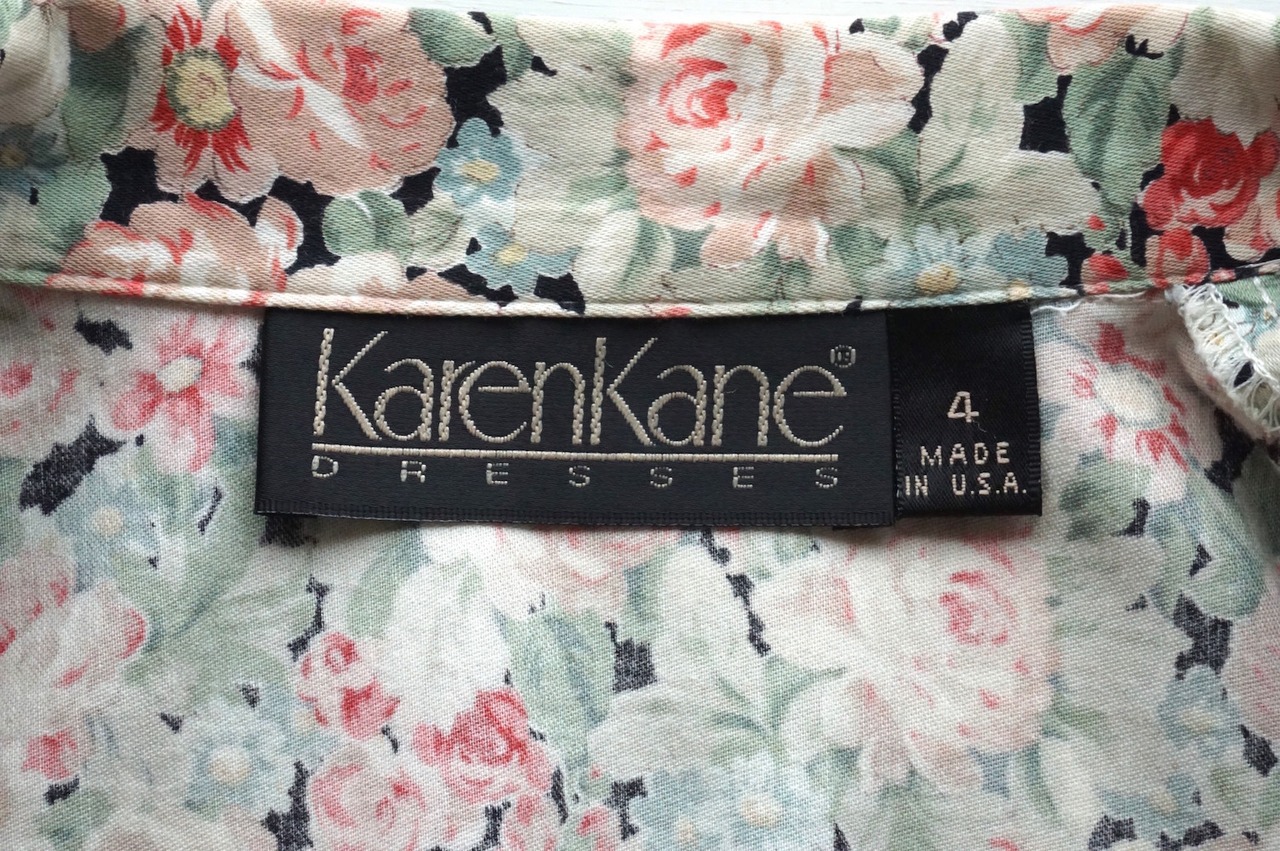 KarenKane®
DRESSES
4
MADE
IN U.S.A.